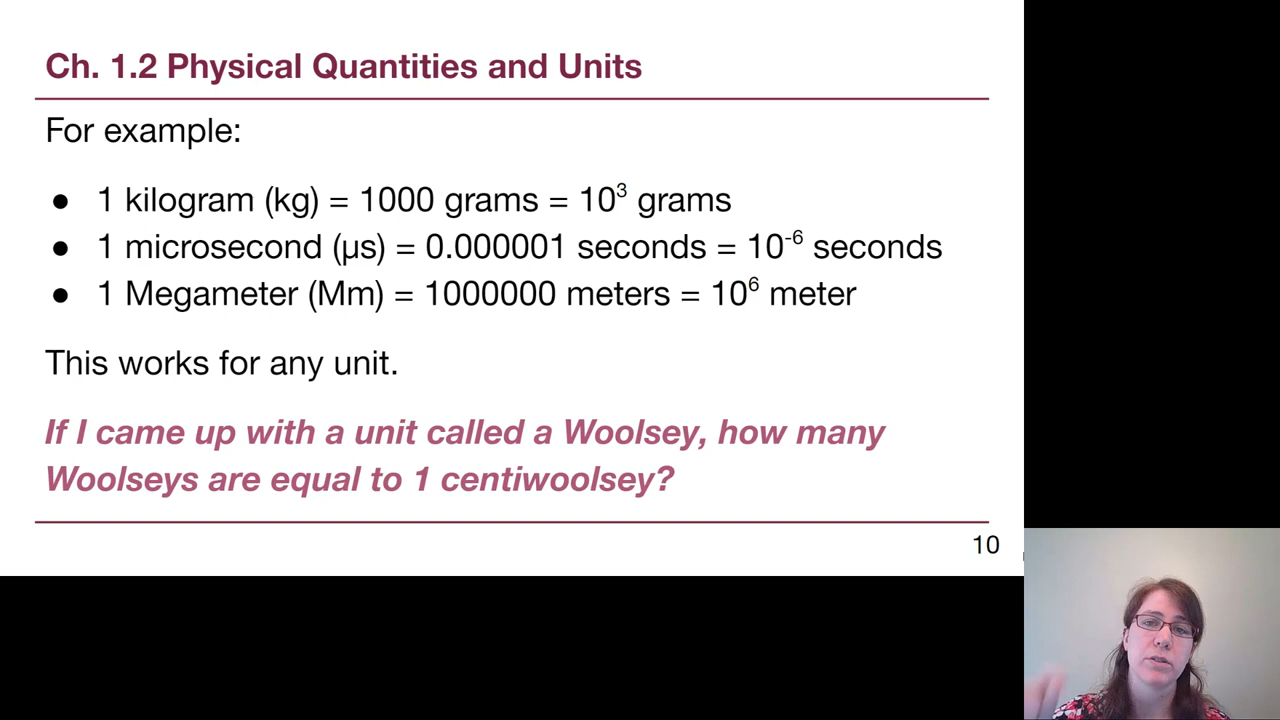 Ch. 1.2 Physical Quantities and Units
For example:
● 1 kilogram (kg) = 1000 grams = 10³ grams
● 1 microsecond (µs) = 0.000001 seconds = 10⁻⁶ seconds
● 1 Megameter (Mm) = 1000000 meters = 10⁶ meter
This works for any unit.
If I came up with a unit called a Woolsey, how many
Woolseys are equal to 1 centiwoolsey?
10